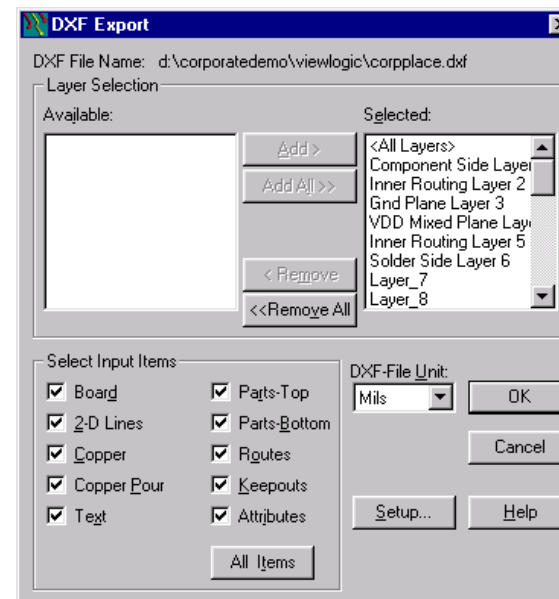 DXF Export
DXF File Name: d:\corporatedemo\viewlogic\corpplace.dxf
Layer Selection
Available:
Selected:
Add >
Add All >>
< Remove
<<Remove All
<All Layers>
Component Side Layer
Inner Routing Layer 2
Gnd Plane Layer 3
VDD Mixed Plane Lay
Inner Routing Layer 5
Solder Side Layer 6
Layer_7
Layer_8
Select Input Items
Board
2-D Lines
Copper
Copper Pour
Text
Parts-Top
Parts-Bottom
Routes
Keepouts
Attributes
All Items
DXF-File Unit:
Mils
OK
Cancel
Setup...
Help